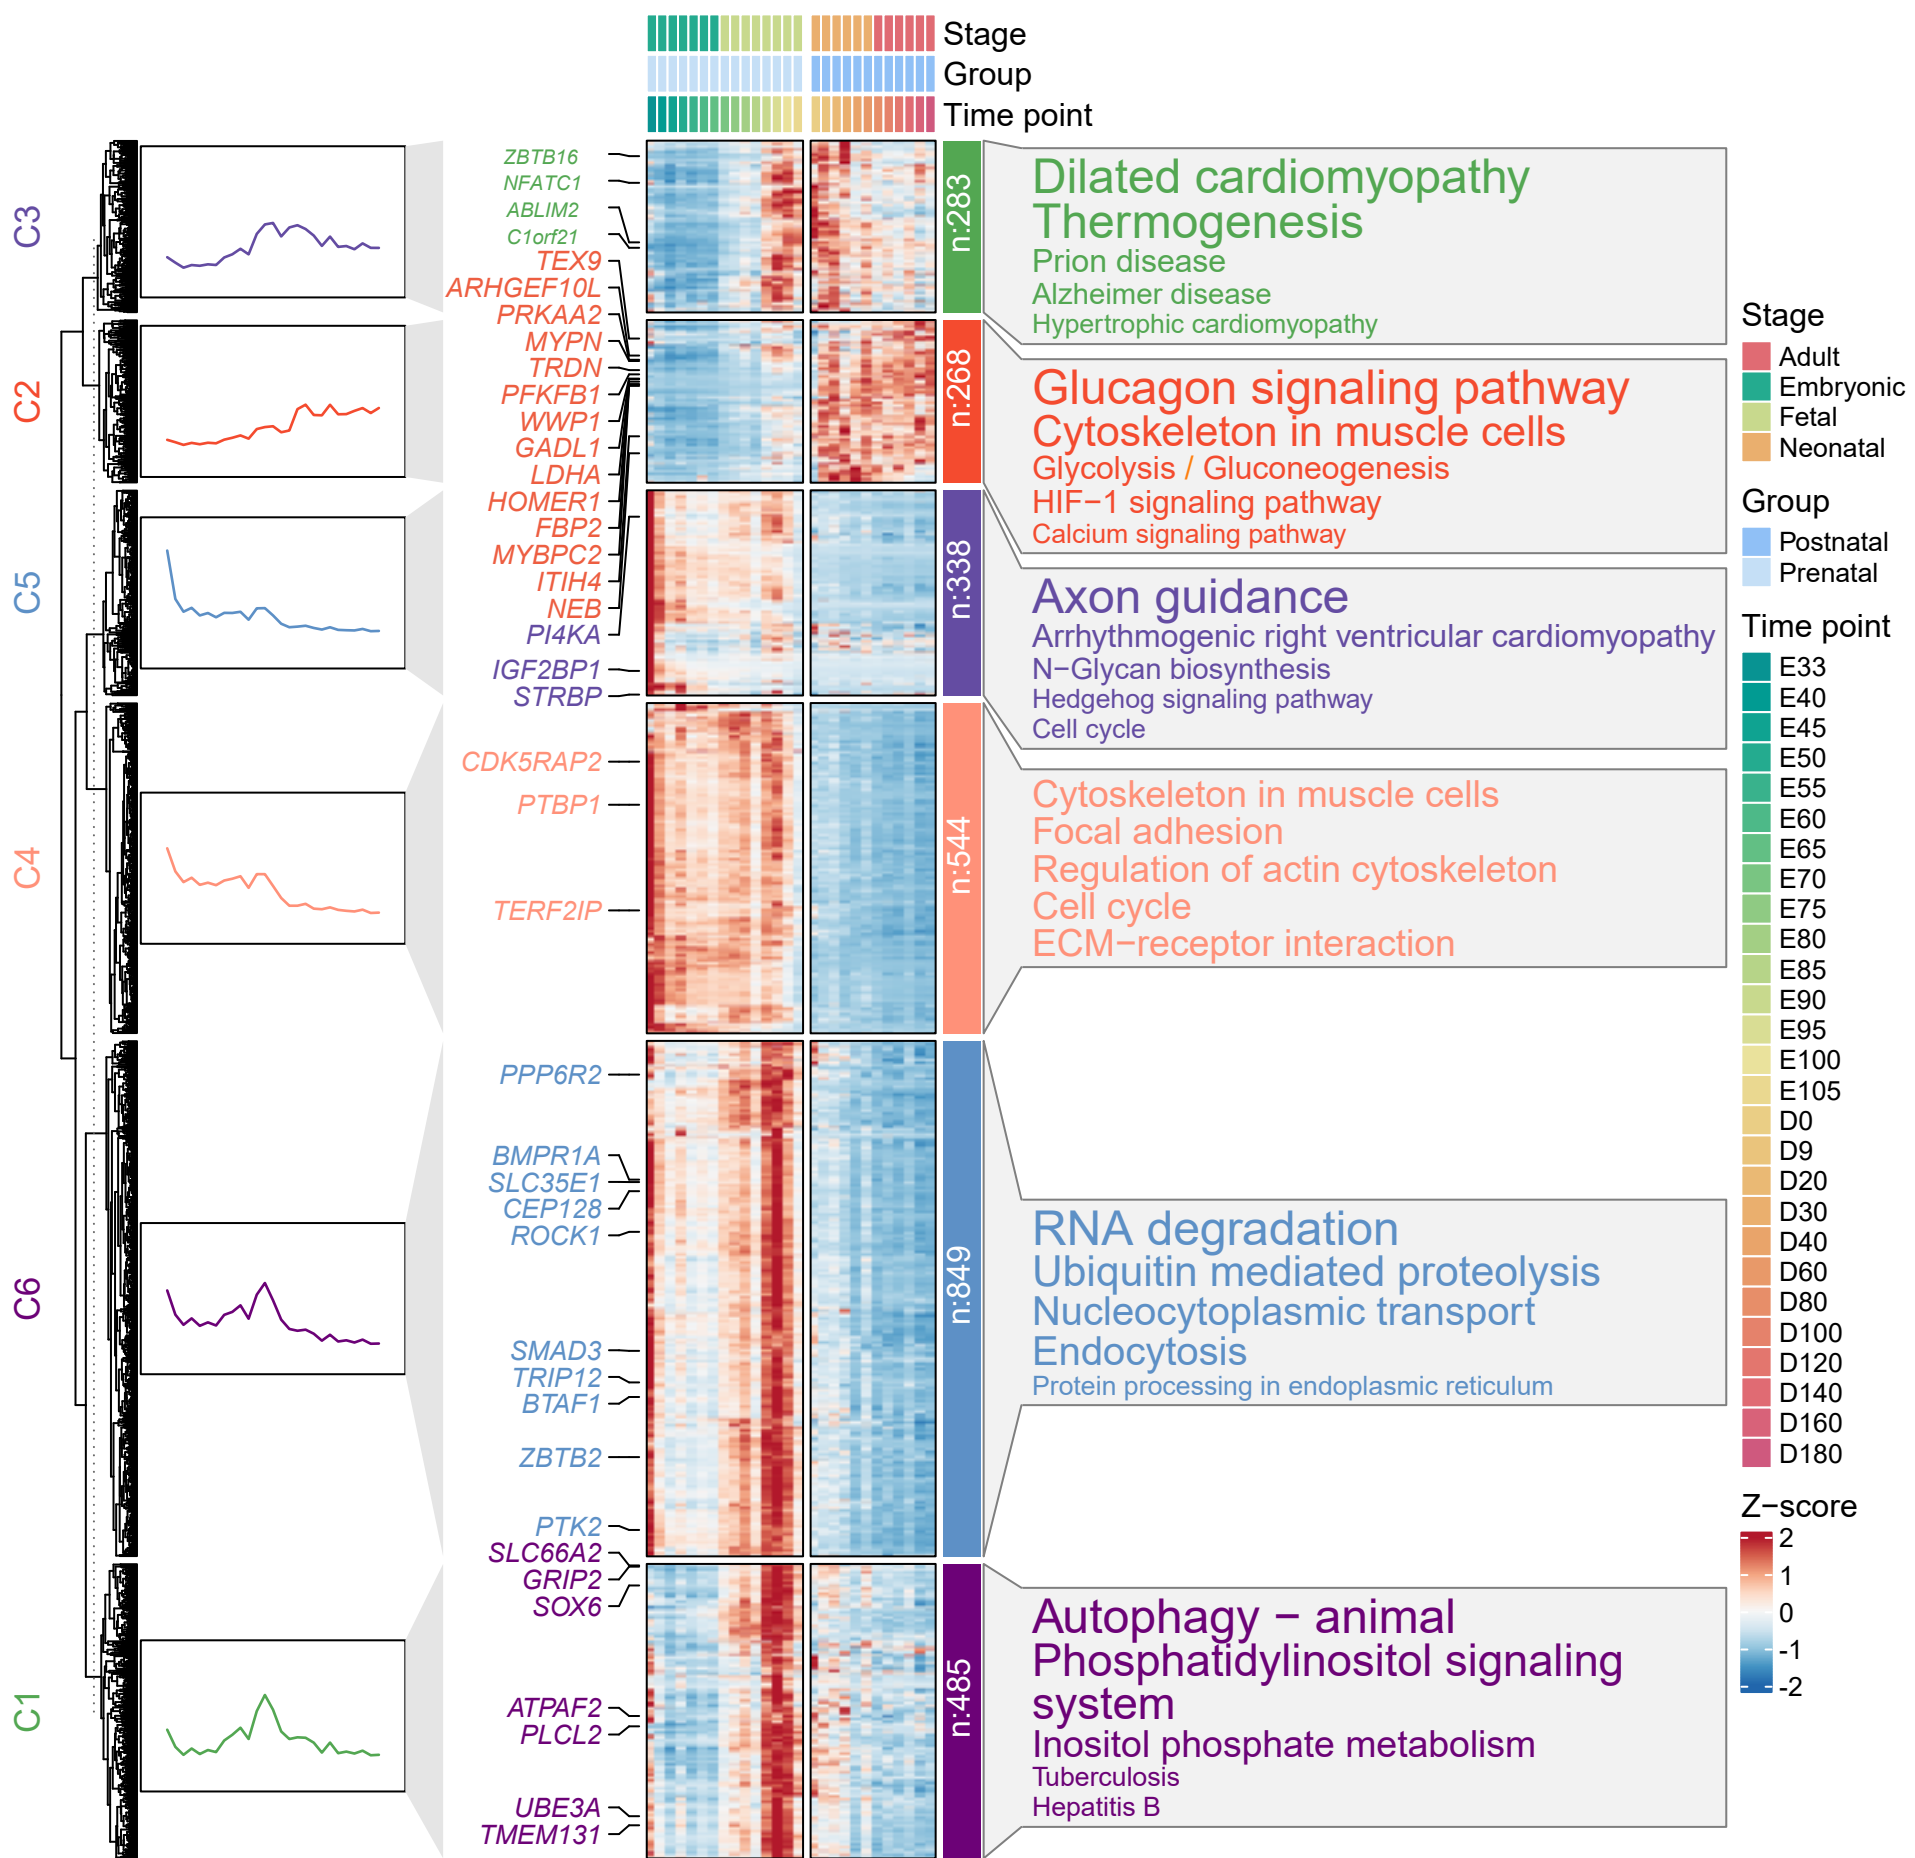 Stage
Group
Time point
C3
ZBTB16
NFATC1
ABLIM2
C1orf21
n:283
Dilated cardiomyopathy
Thermogenesis
Prion disease
Alzheimer disease
Hypertrophic cardiomyopathy
C2
TEX9
ARHGEF10L
PRKAA2
MYPN
TRDN
PFKFB1
WWP1
GADL1
LDHA
HOMER1
FBP2
MYBPC2
ITIH4
NEB
n:268
Glucagon signaling pathway
Cytoskeleton in muscle cells
Glycolysis / Gluconeogenesis
HIF−1 signaling pathway
Calcium signaling pathway
C5
PI4KA
IGF2BP1
STRBP
n:338
Axon guidance
Arrhythmogenic right ventricular cardiomyopathy
N−Glycan biosynthesis
Hedgehog signaling pathway
Cell cycle
C4
CDK5RAP2
PTBP1
TERF2IP
n:544
Cytoskeleton in muscle cells
Focal adhesion
Regulation of actin cytoskeleton
Cell cycle
ECM−receptor interaction
C6
PPP6R2
BMPR1A
SLC35E1
CEP128
ROCK1
SMAD3
TRIP12
BTAF1
ZBTB2
PTK2
n:849
RNA degradation
Ubiquitin mediated proteolysis
Nucleocytoplasmic transport
Endocytosis
Protein processing in endoplasmic reticulum
C1
SLC66A2
GRIP2
SOX6
ATPAF2
PLCL2
UBE3A
TMEM131
n:485
Autophagy − animal
Phosphatidylinositol signaling
system
Inositol phosphate metabolism
Tuberculosis
Hepatitis B
Stage
Adult
Embryonic
Fetal
Neonatal
Group
Postnatal
Prenatal
Time point
E33
E40
E45
E50
E55
E60
E65
E70
E75
E80
E85
E90
E95
E100
E105
D0
D9
D20
D30
D40
D60
D80
D100
D120
D140
D160
D180
Z−score
2
1
0
-1
-2